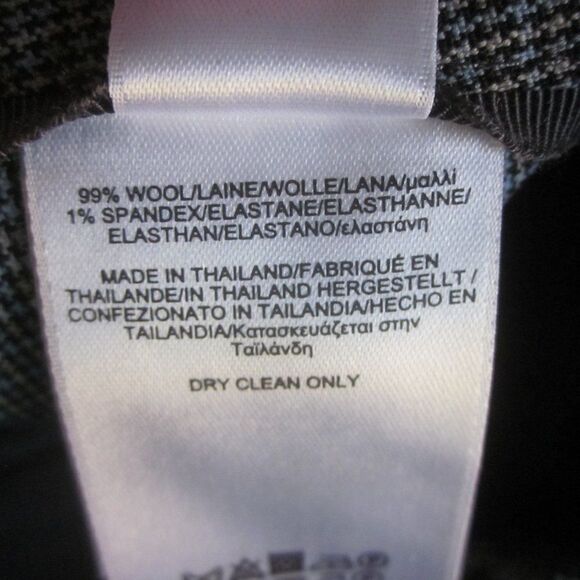 99% WOOL/LAINE/WOLLE/LANA/μαλλί
1% SPANDEX/ELASTANE/ELASTHANNE/
ELASTHAN/ELASTANO/ελαστάνη
MADE IN THAILAND/FABRIQUÉ EN
THAILANDE/IN THAILAND HERGESTELLT /
CONFEZIONATO IN TAILANDIA/HECHO EN
TAILANDIA/Κατασκευάζεται στην
Ταϊλάνδη
DRY CLEAN ONLY